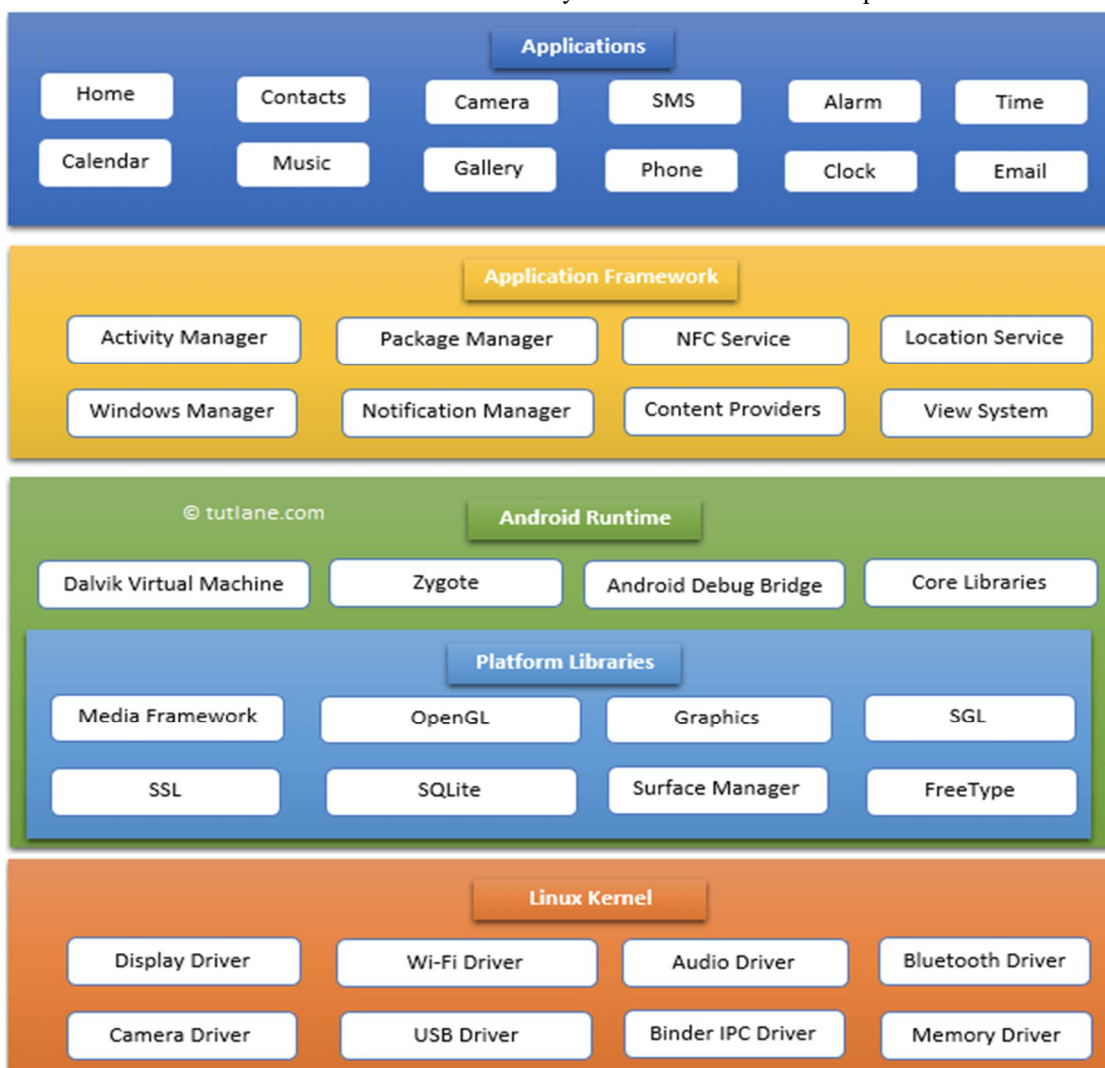 Applications
Home Contacts Camera SMS Alarm Time
Calendar Music Gallery Phone Clock Email
Application Framework
Activity Manager Package Manager NFC Service Location Service
Windows Manager Notification Manager Content Providers View System
© tutlane.com Android Runtime
Dalvik Virtual Machine Zygote Android Debug Bridge Core Libraries
Platform Libraries
Media Framework OpenGL Graphics SGL
SSL SQLite Surface Manager FreeType
Linux Kernel
Display Driver Wi-Fi Driver Audio Driver Bluetooth Driver
Camera Driver USB Driver Binder IPC Driver Memory Driver